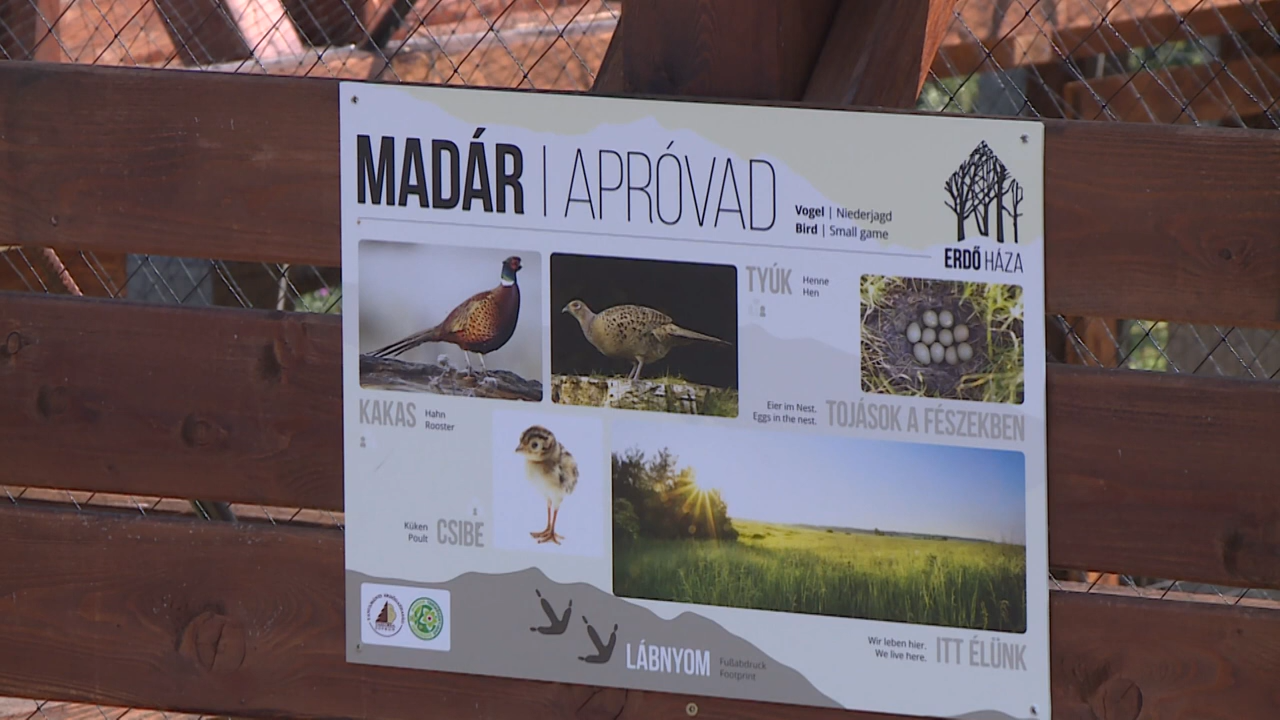 MADÁR | APRÓVAD
Vogel | Niederjagd
Bird | Small game
ERDŐ HÁZA
TYÚK
Henne
Hen
KAKAS
Hahn
Rooster
Eier im Nest.
Eggs in the nest.
TOJÁSOK A FÉSZEKBEN
Küken
Poult
CSIBE
LÁBNYOM
Fußabdruck
Footprint
Wir leben hier.
We live here.
ITT ÉLÜNK